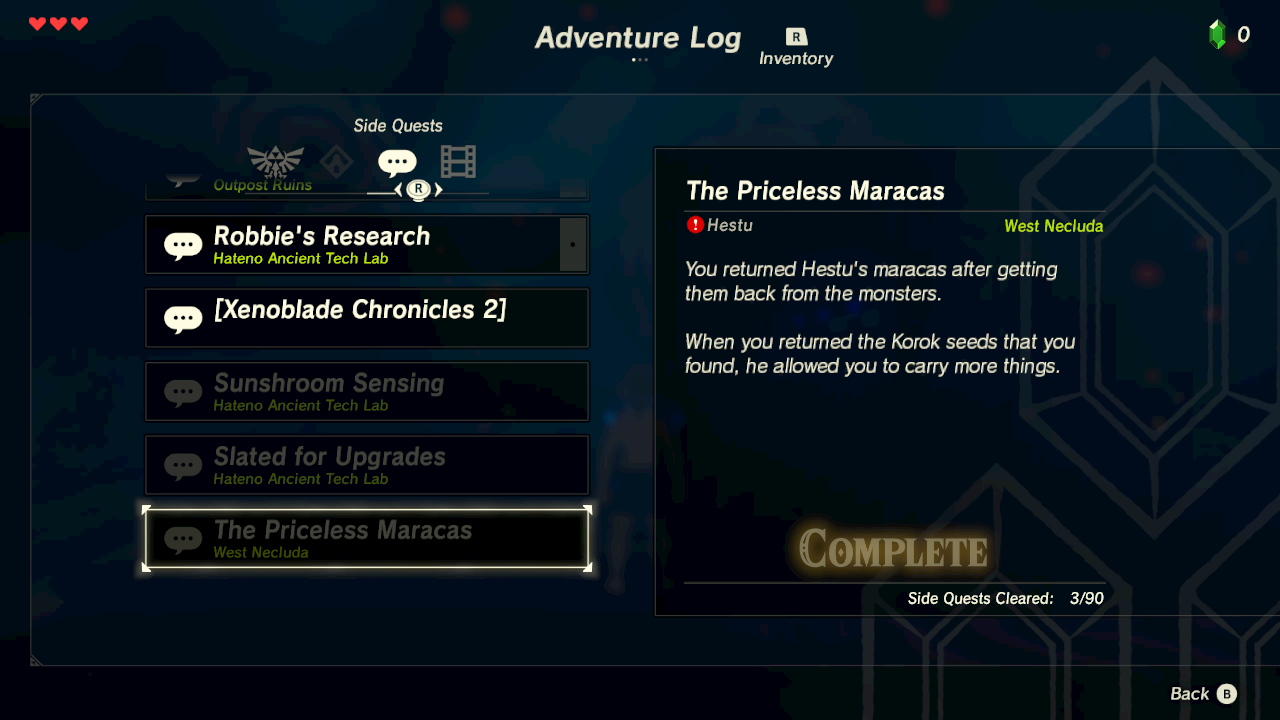 Adventure Log
R
Inventory
0
Side Quests
R
Outpost Ruins
Robbie's Research
Hateno Ancient Tech Lab
[Xenoblade Chronicles 2]
Sunshroom Sensing
Hateno Ancient Tech Lab
Slated for Upgrades
Hateno Ancient Tech Lab
The Priceless Maracas
West Necluda
The Priceless Maracas
! Hestu
West Necluda
You returned Hestu's maracas after getting
them back from the monsters.
When you returned the Korok seeds that you
found, he allowed you to carry more things.
COMPLETE
Side Quests Cleared: 3/90
Back B